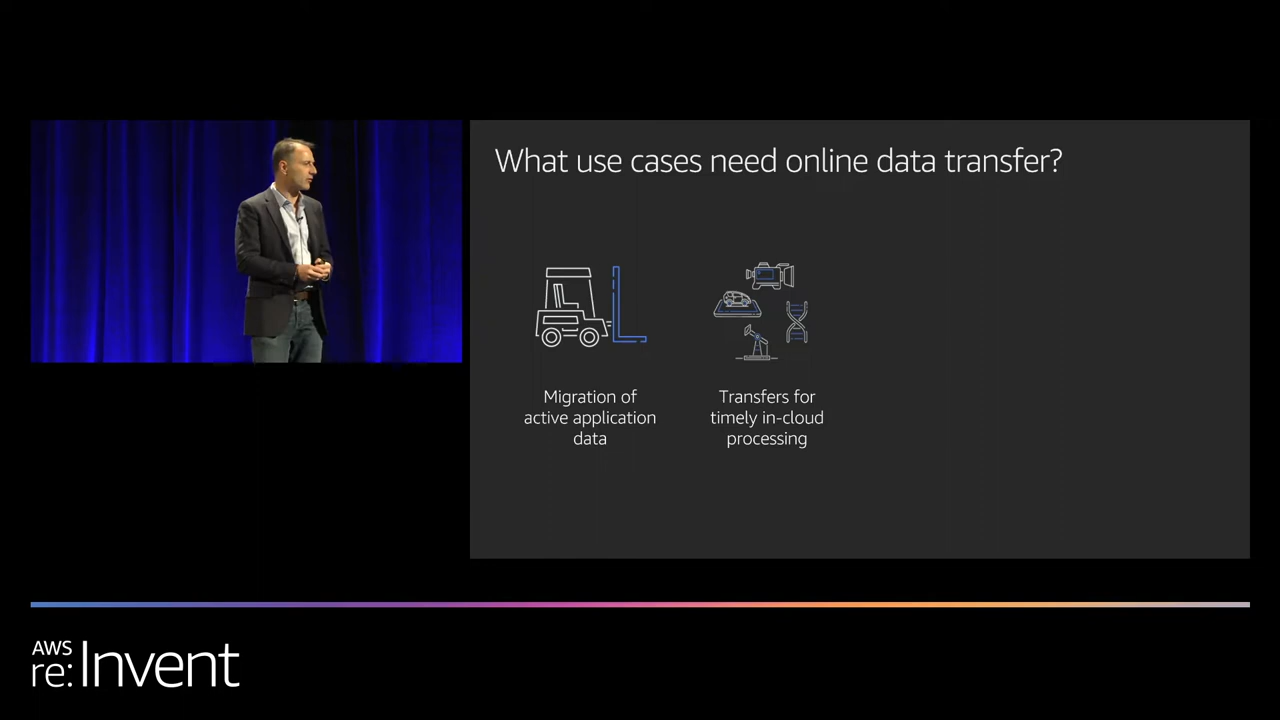 What use cases need online data transfer?
Migration of
active application
data
Transfers for
timely in-cloud
processing
AWS
re:Invent